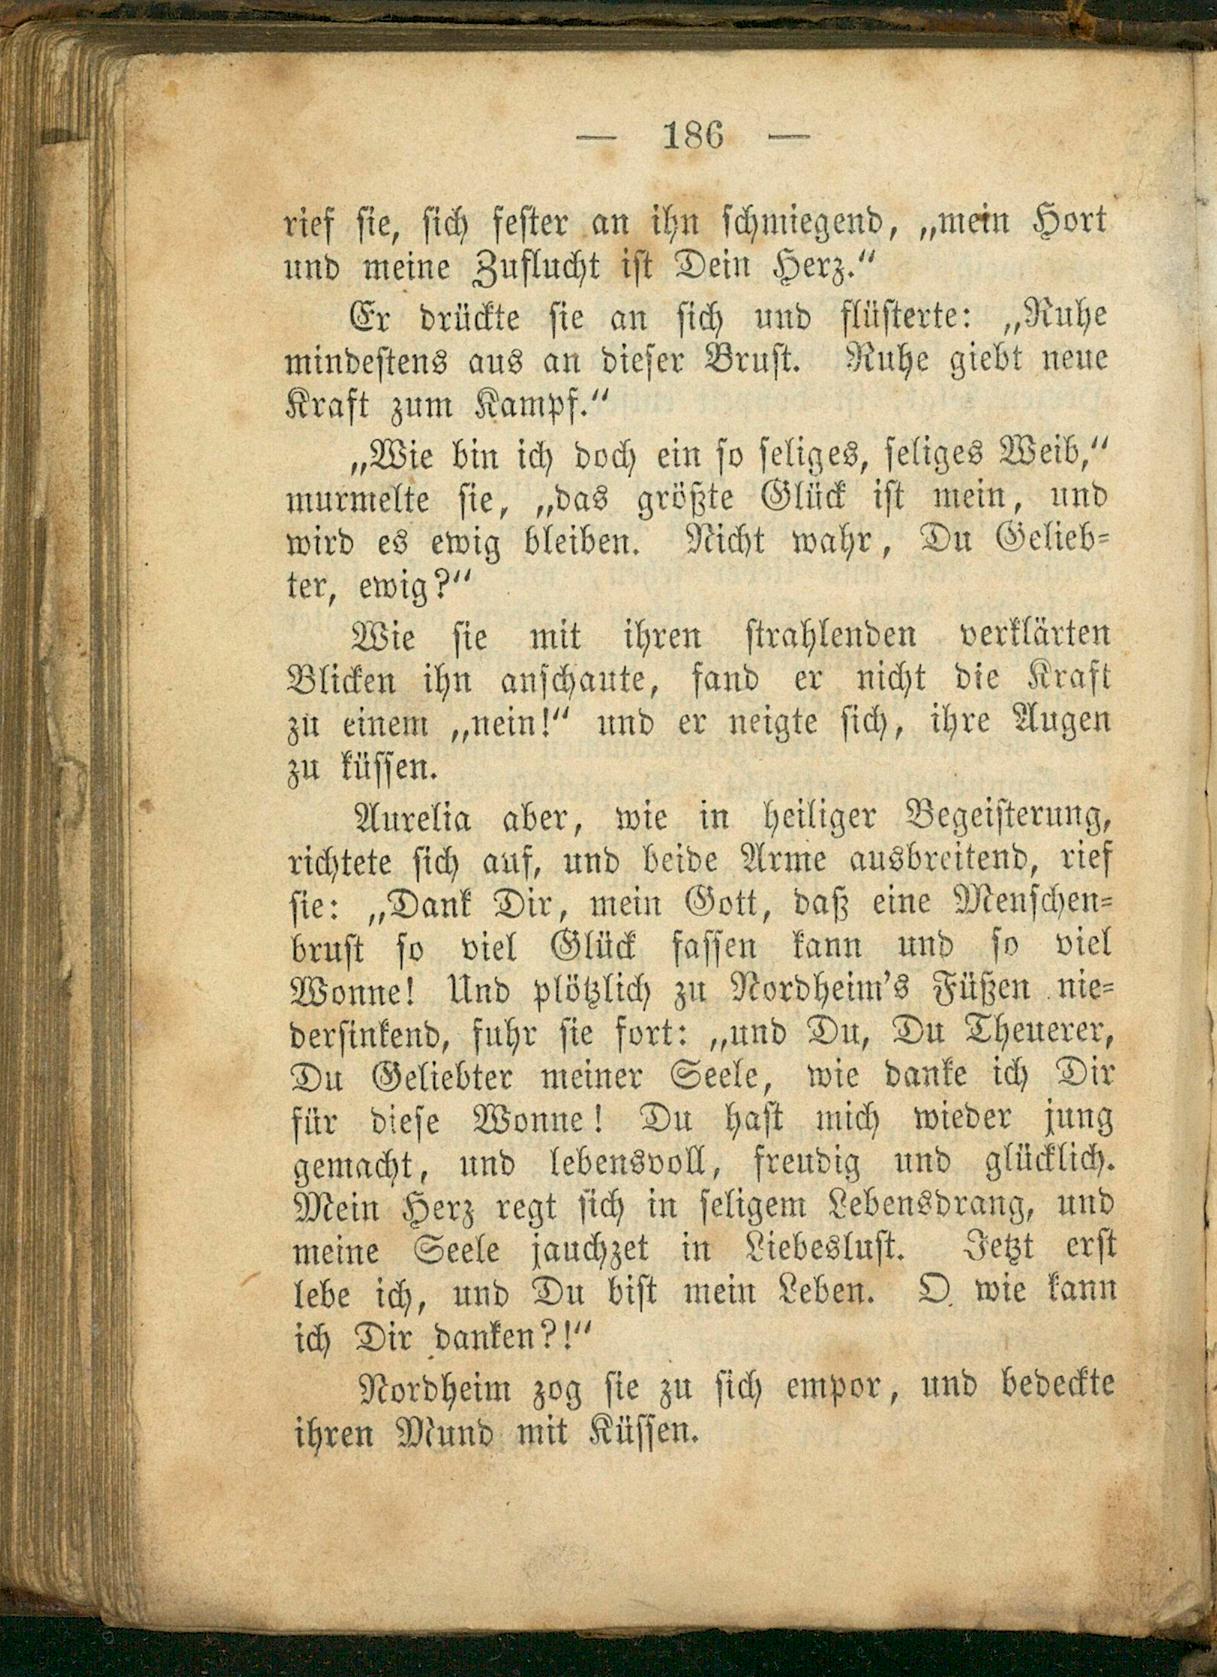 — 186 —
rief sie, sich fester an ihn schmiegend, „mein Hort
und meine Zuflucht ist Dein Herz.“
Er drückte sie an sich und flüsterte: „Ruhe
mindestens aus an dieser Brust. Ruhe giebt neue
Kraft zum Kampf.“
„Wie bin ich doch ein so seliges, seliges Weib,“
murmelte sie, „das größte Glück ist mein, und
wird es ewig bleiben. Nicht wahr, Du Gelieb-
ter, ewig?“
Wie sie mit ihren strahlenden verklärten
Blicken ihn anschaute, fand er nicht die Kraft
zu einem „nein!“ und er neigte sich, ihre Augen
zu küssen.
Aurelia aber, wie in heiliger Begeisterung,
richtete sich auf, und beide Arme ausbreitend, rief
sie: „Dank Dir, mein Gott, daß eine Menschen-
brust so viel Glück fassen kann und so viel
Wonne! Und plötzlich zu Nordheim's Füßen nie-
dersinkend, fuhr sie fort: „und Du, Du Theuerer,
Du Geliebter meiner Seele, wie danke ich Dir
für diese Wonne! Du hast mich wieder jung
gemacht, und lebensvoll, freudig und glücklich.
Mein Herz regt sich in seligem Lebensdrang, und
meine Seele jauchzet in Liebeslust. Jetzt erst
lebe ich, und Du bist mein Leben. O, wie kann
ich Dir danken?!“
Nordheim zog sie zu sich empor, und bedeckte
ihren Mund mit Küssen.